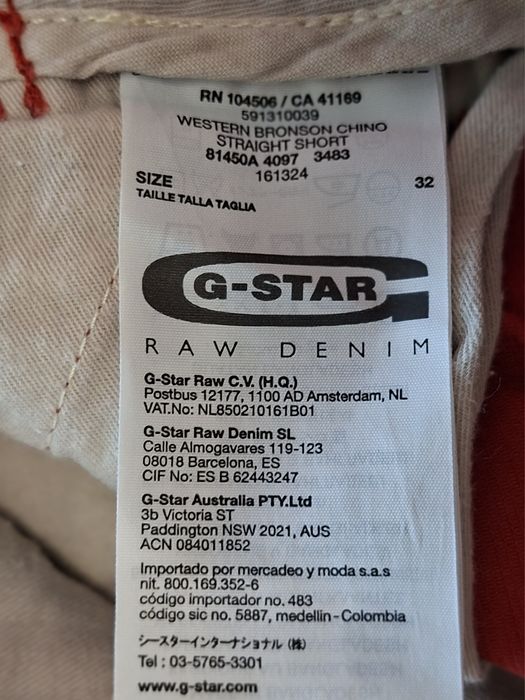 RN 104506 / CA 41169
591310039
WESTERN BRONSON CHINO
STRAIGHT SHORT
81450A 4097 3483
161324
SIZE 32
TAILLE TALLA TAGLIA
G-STAR
RAW DENIM
G-Star Raw C.V. (H.Q.)
Postbus 12177, 1100 AD Amsterdam, NL
VAT.No: NL850210161B01
G-Star Raw Denim SL
Calle Almogavares 119-123
08018 Barcelona, ES
CIF No: ES B 62443247
G-Star Australia PTY.Ltd
3b Victoria ST
Paddington NSW 2021, AUS
ACN 084011852
Importado por mercadeo y moda s.a.s
nit. 800.169.352-6
código importador no. 483
código sic no. 5887, medellin-Colombia
ジースターインターナショナル (株)
Tel : 03-5765-3301
www.g-star.com